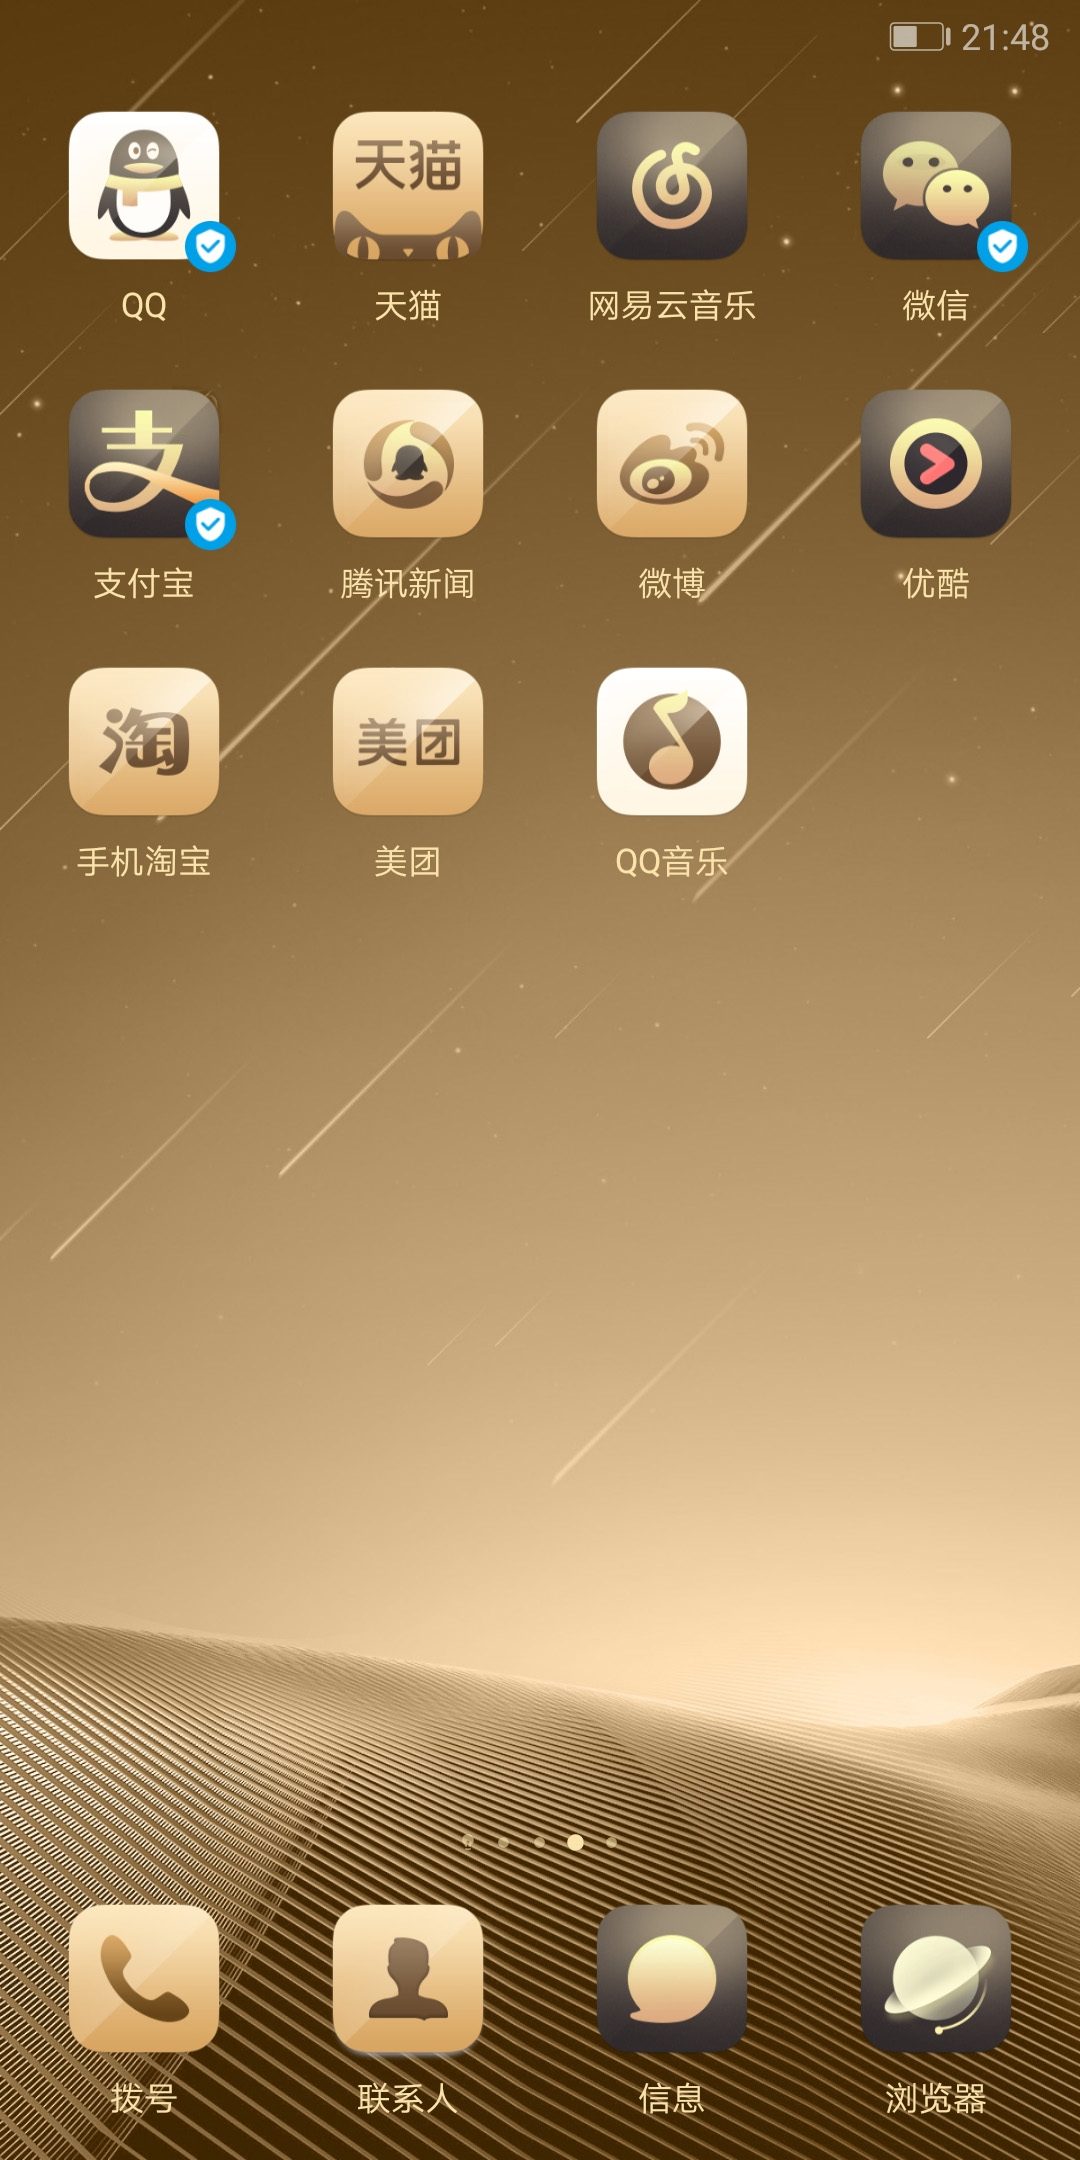 21:48
天猫
QQ
天猫
网易云音乐
微信
支
支付宝
腾讯新闻
微博
优酷
淘
美团
手机淘宝
美团
QQ音乐
拨号
联系人
信息
浏览器